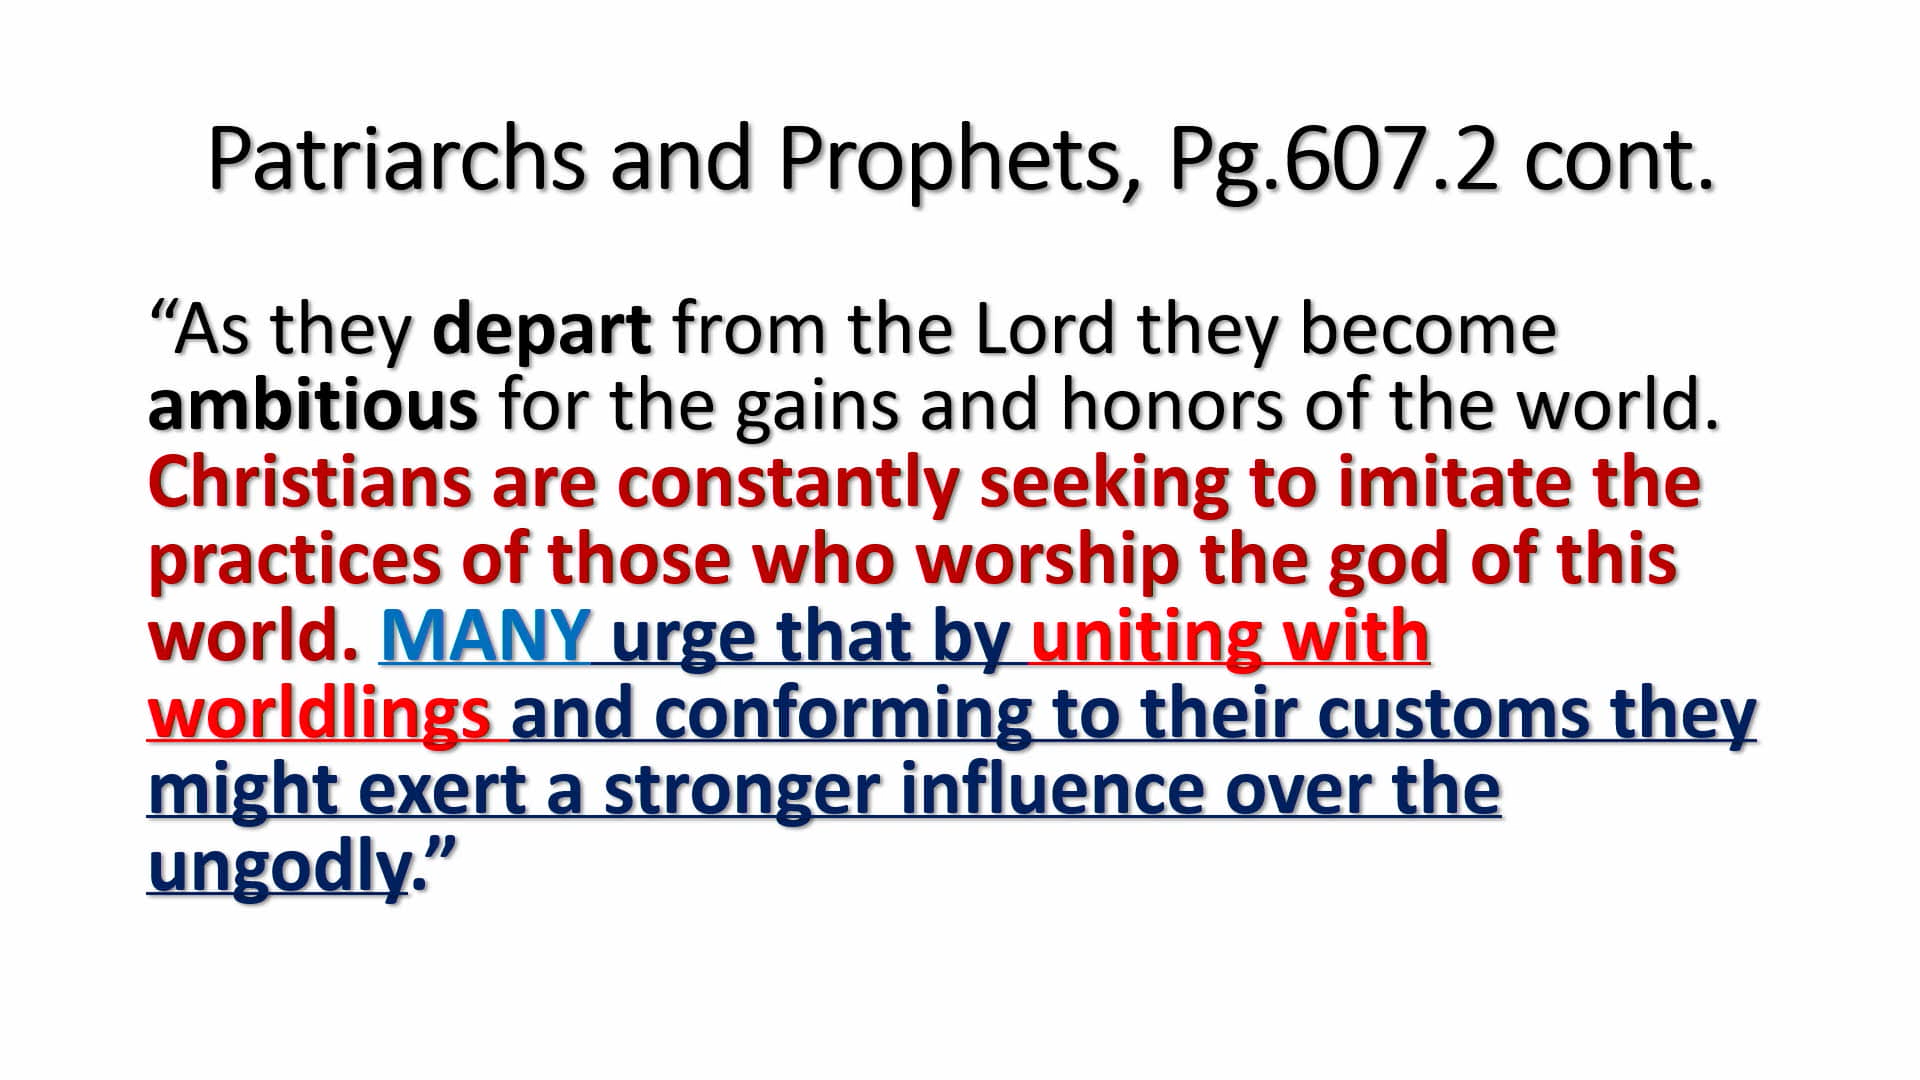 Patriarchs and Prophets, Pg.607.2 cont.
“As they depart from the Lord they become
ambitious for the gains and honors of the world.
Christians are constantly seeking to imitate the
practices of those who worship the god of this
world. MANY urge that by uniting with
worldlings and conforming to their customs they
might exert a stronger influence over the
ungodly.”